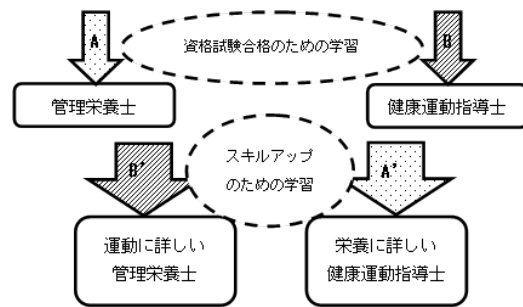 A
資格試験合格のための学習
B
管理栄養士
健康運動指導士
B'
スキルアップ
のための学習
A'
運動に詳しい
管理栄養士
栄養に詳しい
健康運動指導士